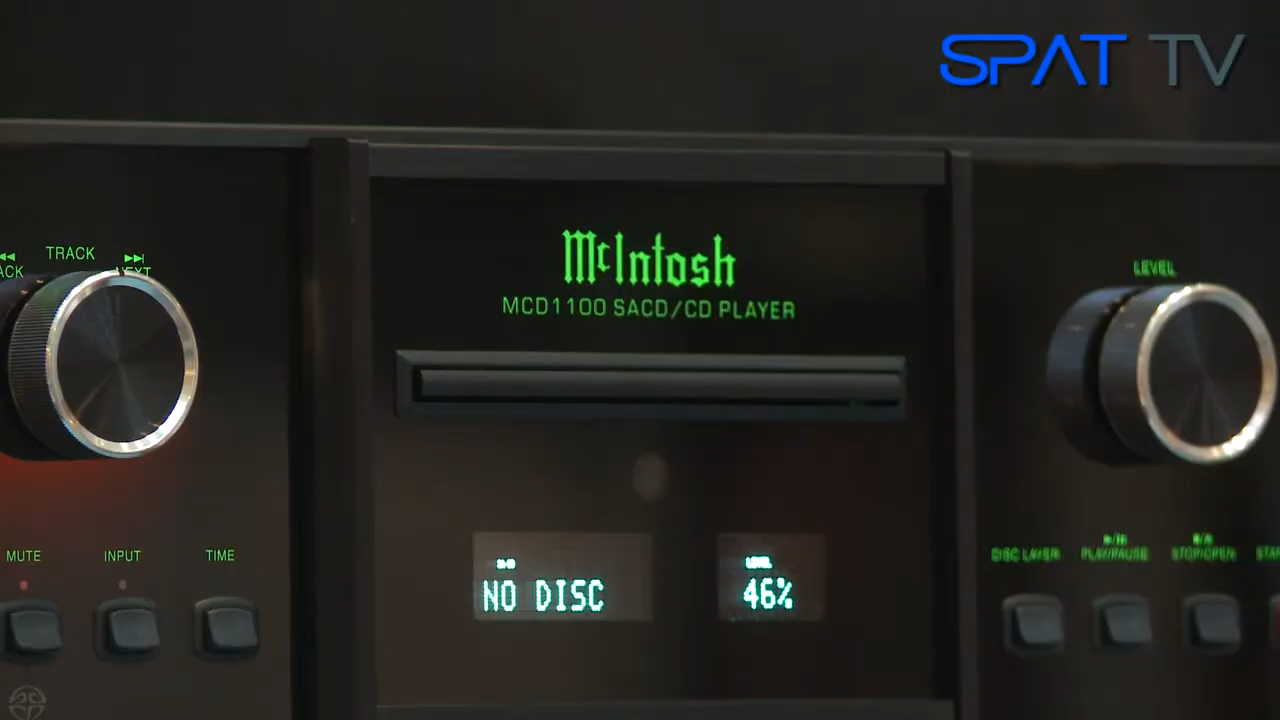 SPAT TV
TRACK
McIntosh
MCD1100 SACD/CD PLAYER
LEVEL
MUTE
INPUT
TIME
NO DISC
LEVEL
46%
DISC LAYER
PLAY/PAUSE
STOP/OPEN